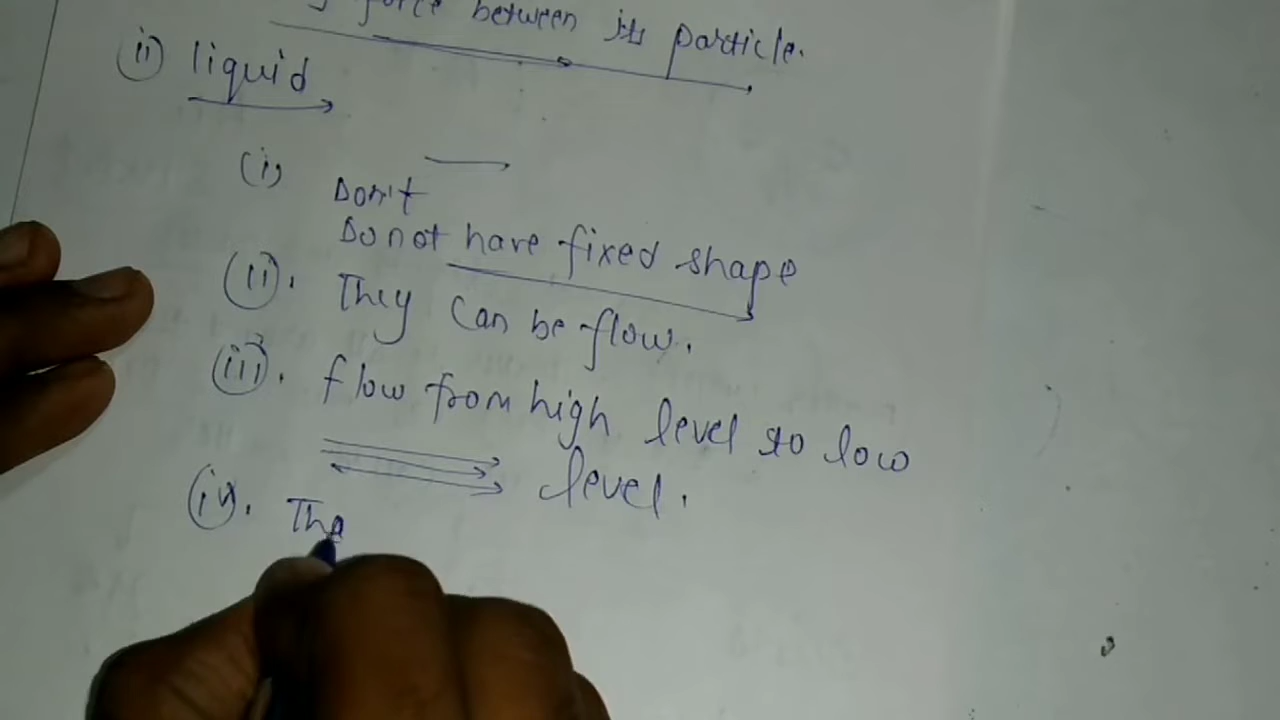 force between its particle.
(ii) liquid
(i)
Don't
Do not have fixed shape
(ii). They can be flow.
(iii). flow from high level to low
level.
(iv). The